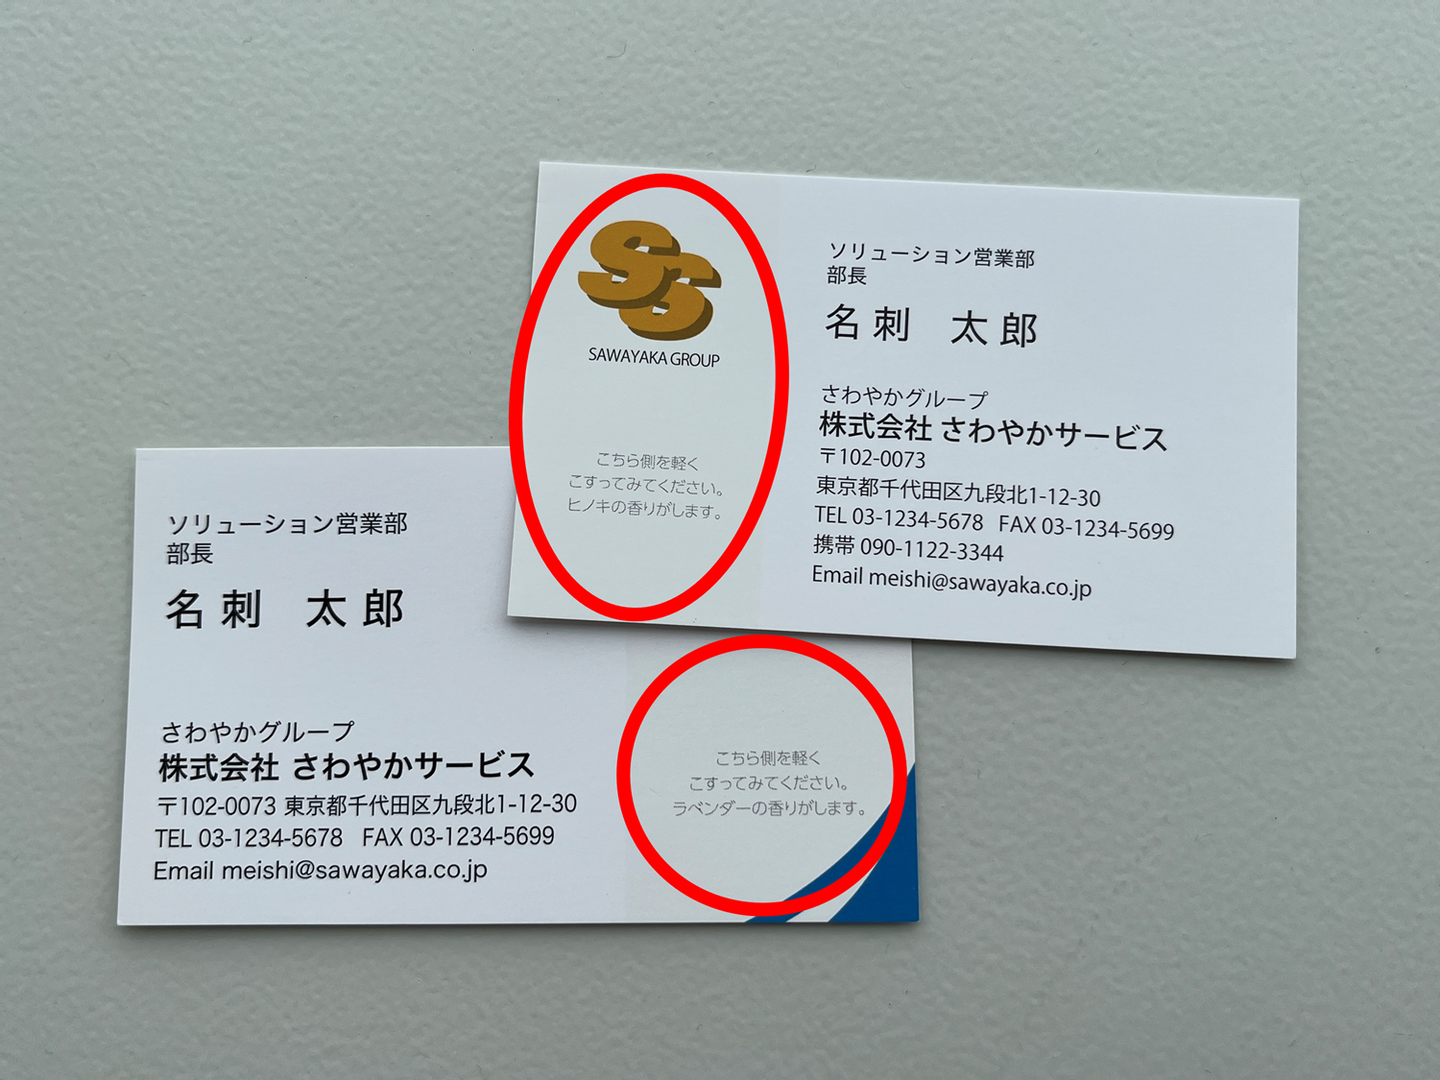 SS
SAWAYAKA GROUP
こちら側を軽く
こすってみてください。
ヒノキの香りがします。
ソリューション営業部
部長
名刺 太郎
さわやかグループ
株式会社 さわやかサービス
〒102-0073
東京都千代田区九段北1-12-30
TEL 03-1234-5678 FAX 03-1234-5699
携帯 090-1122-3344
Email meishi@sawayaka.co.jp
ソリューション営業部
部長
名刺 太郎
さわやかグループ
株式会社 さわやかサービス
〒102-0073 東京都千代田区九段北1-12-30
TEL 03-1234-5678 FAX 03-1234-5699
Email meishi@sawayaka.co.jp
こちら側を軽く
こすってみてください。
ラベンダーの香りがします。